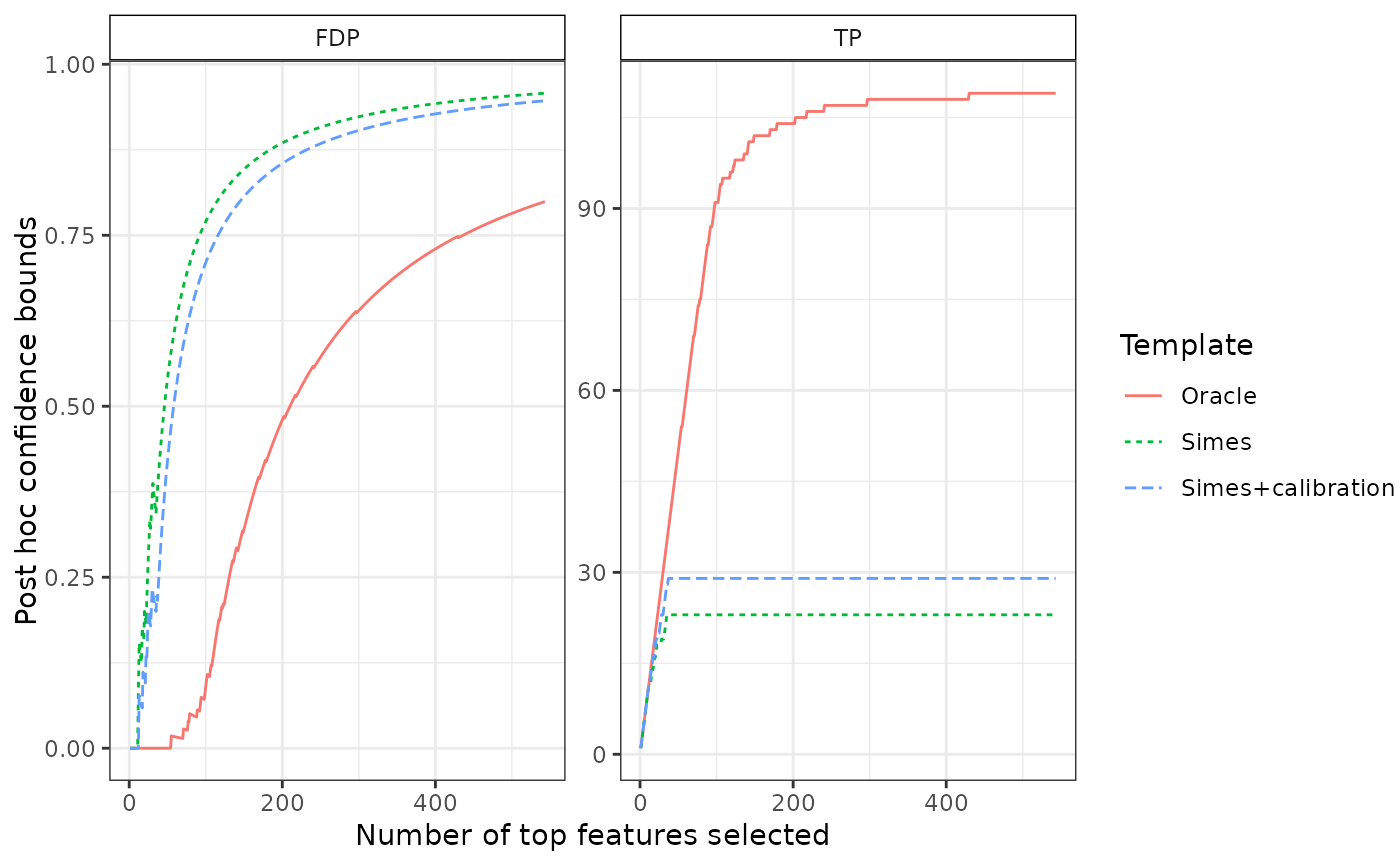 FDP
TP
Post hoc confidence bounds
1.00
0.75
0.50
0.25
0.00
90
60
30
0
0
200
400
0
200
400
Number of top features selected
Template
Oracle
Simes
Simes+calibration